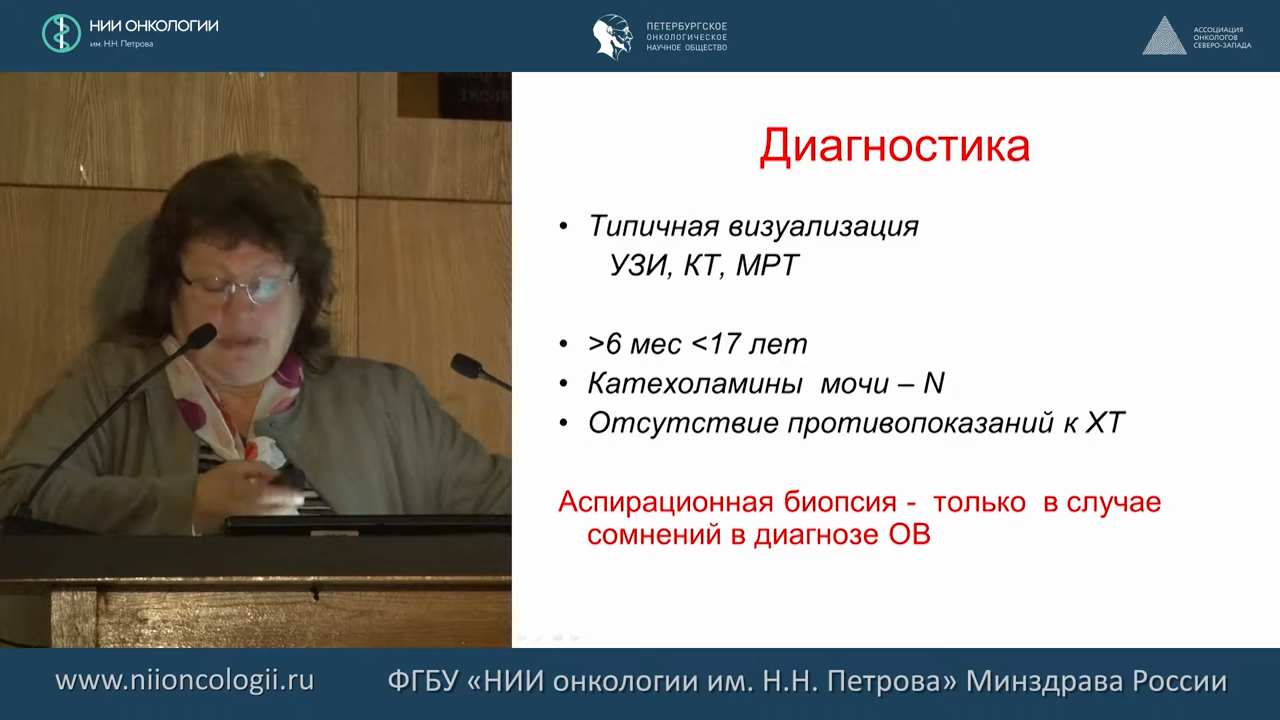 НИИ ОНКОЛОГИИ
им. Н.Н. Петрова
ПЕТЕРБУРГСКОЕ
ОНКОЛОГИЧЕСКОЕ
НАУЧНОЕ ОБЩЕСТВО
АССОЦИАЦИЯ
ОНКОЛОГОВ
СЕВЕРО-ЗАПАДА
Диагностика
• Типичная визуализация
УЗИ, КТ, МРТ
• >6 мес <17 лет
• Катехоламины мочи – N
• Отсутствие противопоказаний к ХТ
Аспирационная биопсия - только в случае
сомнений в диагнозе ОВ
www.niioncologii.ru
ФГБУ «НИИ онкологии им. Н.Н. Петрова» Минздрава России